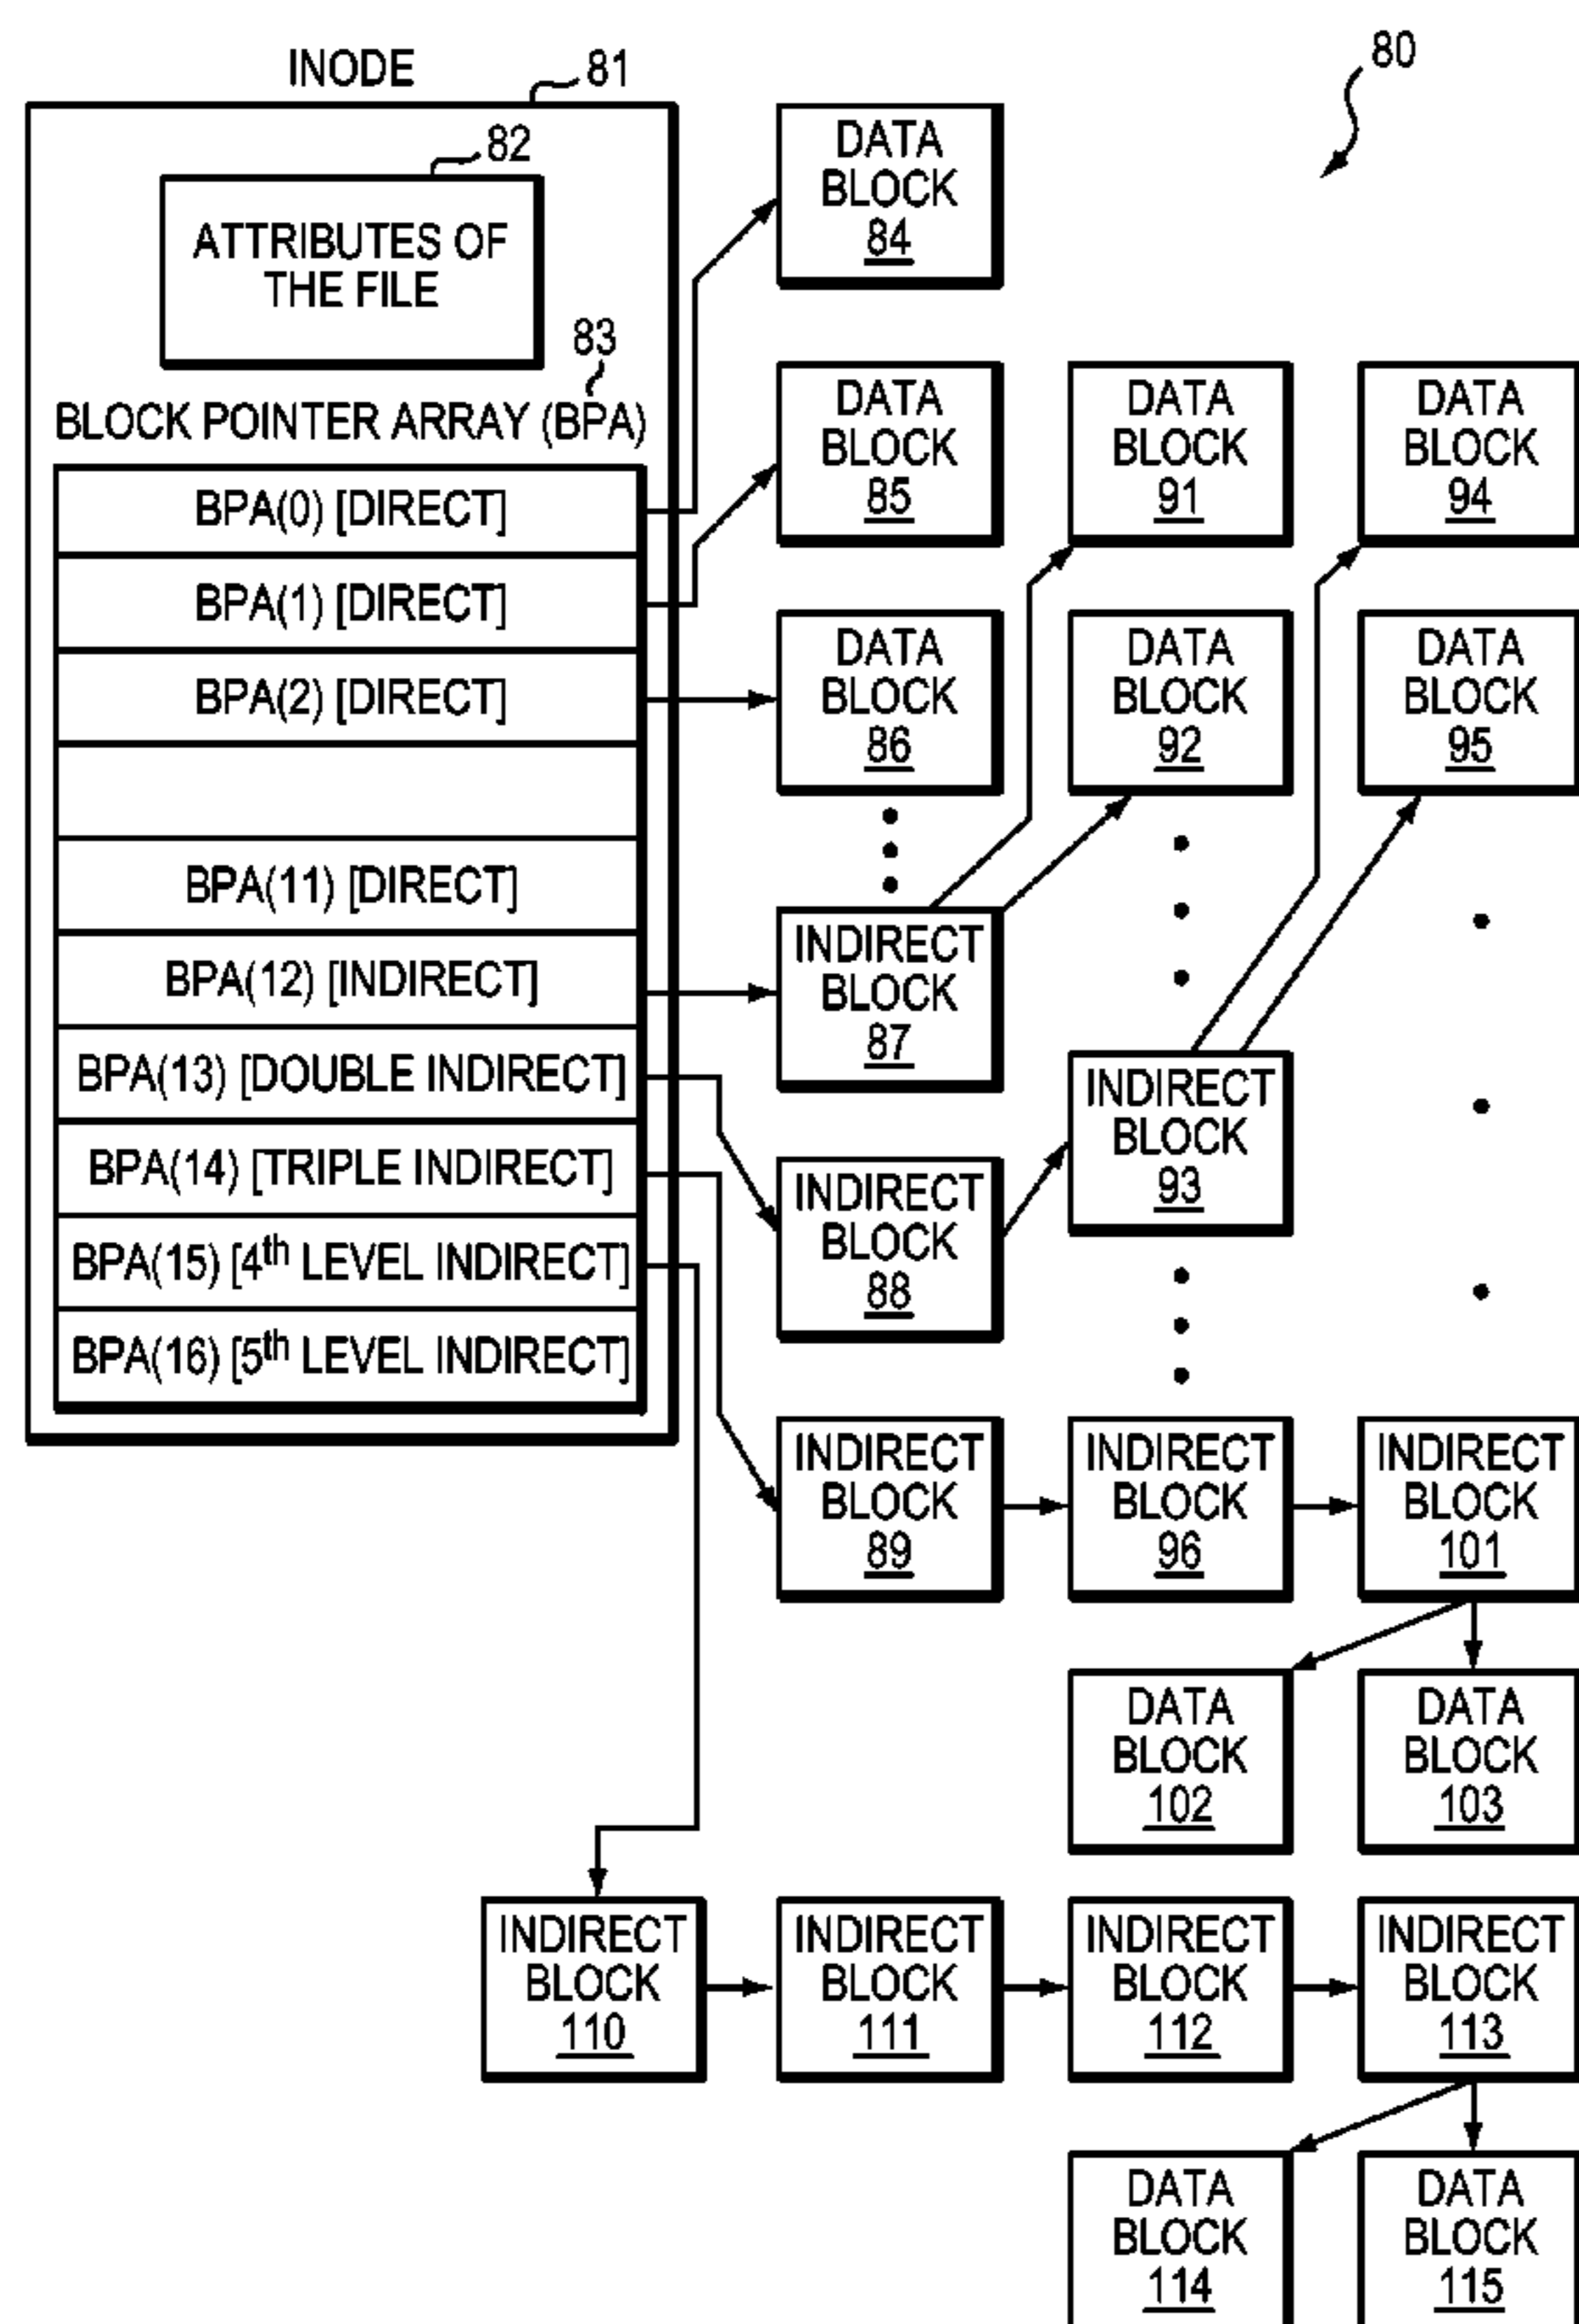 80
INODE
81
82
ATTRIBUTES OF
THE FILE
83
BLOCK POINTER ARRAY (BPA)
BPA(0) [DIRECT]
BPA(1) [DIRECT]
BPA(2) [DIRECT]
BPA(11) [DIRECT]
BPA(12) [INDIRECT]
BPA(13) [DOUBLE INDIRECT]
BPA(14) [TRIPLE INDIRECT]
BPA(15) [4th LEVEL INDIRECT]
BPA(16) [5th LEVEL INDIRECT]
DATA
BLOCK
84
DATA
BLOCK
85
DATA
BLOCK
91
DATA
BLOCK
94
DATA
BLOCK
86
DATA
BLOCK
92
DATA
BLOCK
95
INDIRECT
BLOCK
87
INDIRECT
BLOCK
93
INDIRECT
BLOCK
88
INDIRECT
BLOCK
89
INDIRECT
BLOCK
96
INDIRECT
BLOCK
101
DATA
BLOCK
102
DATA
BLOCK
103
INDIRECT
BLOCK
110
INDIRECT
BLOCK
111
INDIRECT
BLOCK
112
INDIRECT
BLOCK
113
DATA
BLOCK
114
DATA
BLOCK
115